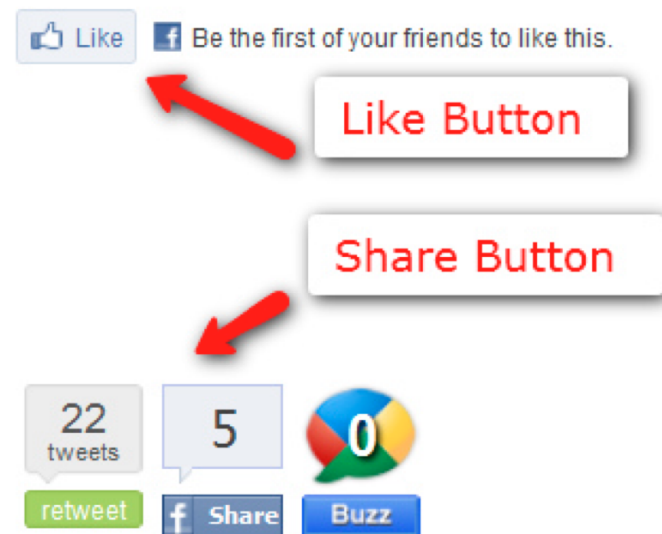 Like
Be the first of your friends to like this.
Like Button
Share Button
22
tweets
5
0
retweet
f Share
Buzz